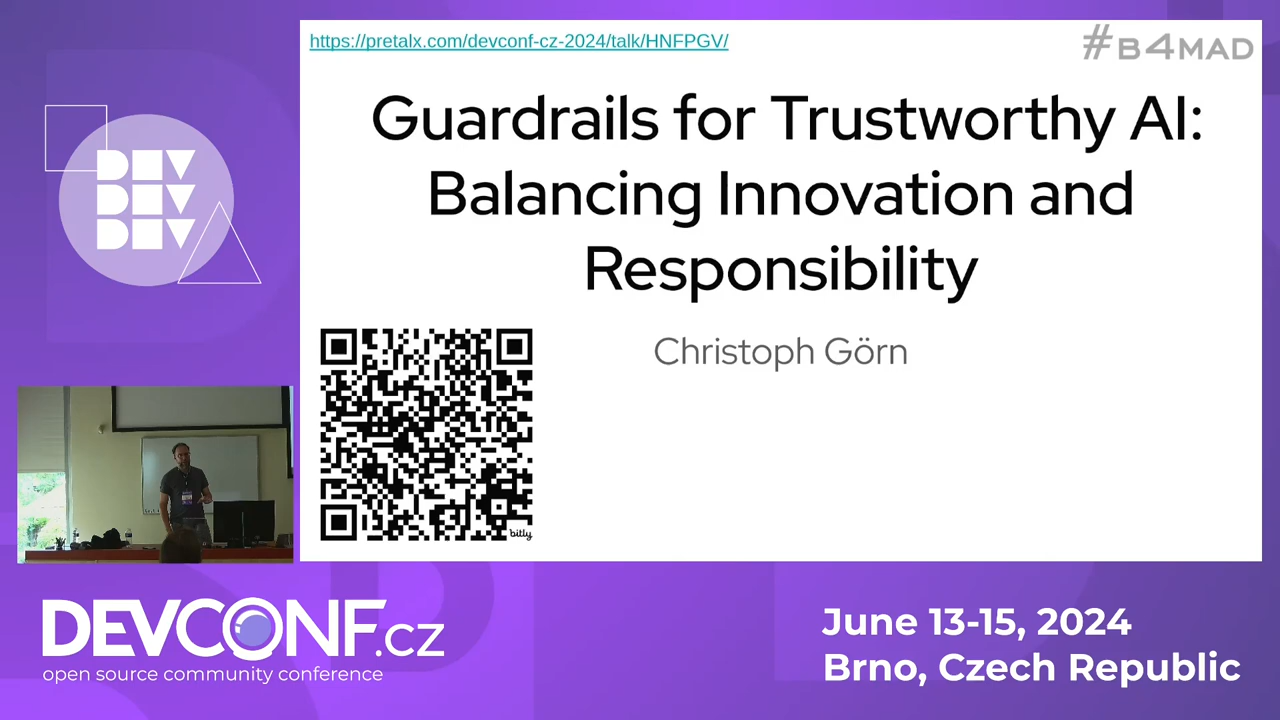 https://pretalx.com/devconf-cz-2024/talk/HNFPGV/
#B4MAD
Guardrails for Trustworthy AI:
Balancing Innovation and
Responsibility
Christoph Görn
bitly
DEV
DEV
DEV
DEVCONF.cz
open source community conference
June 13-15, 2024
Brno, Czech Republic